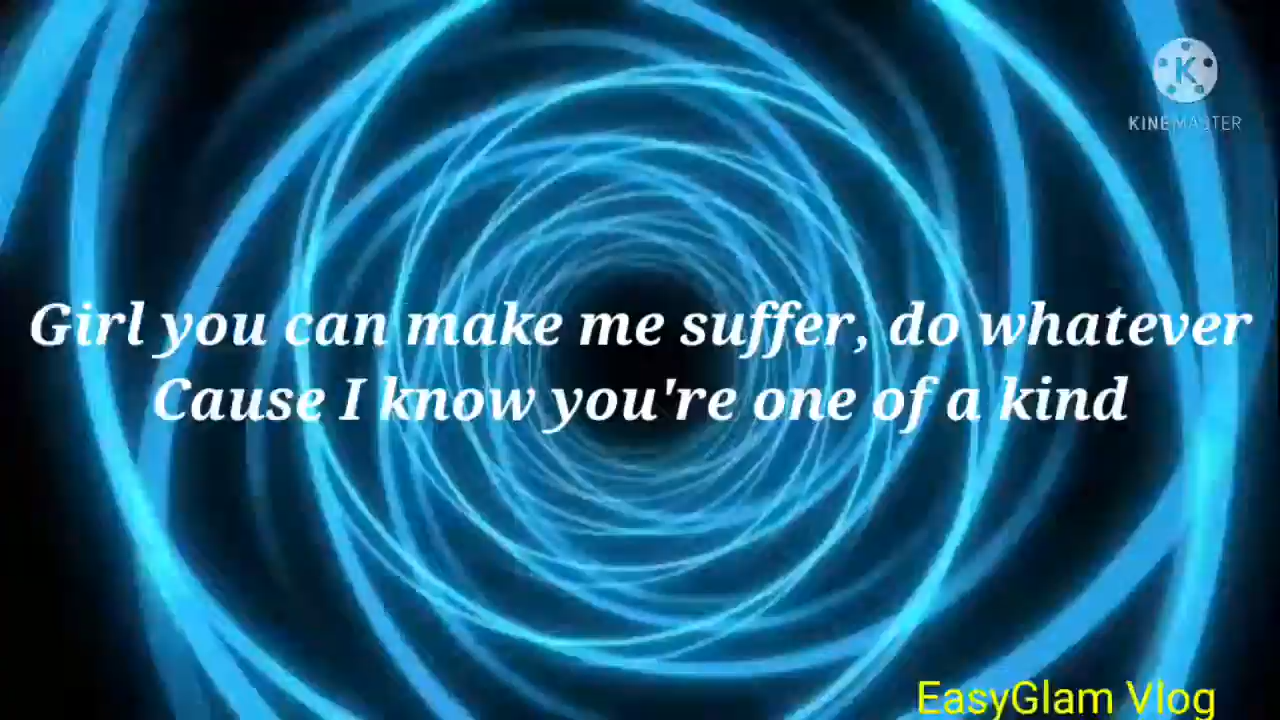 KINEMASTER
Girl you can make me suffer, do whatever
Cause I know you're one of a kind
EasyGlam Vlog